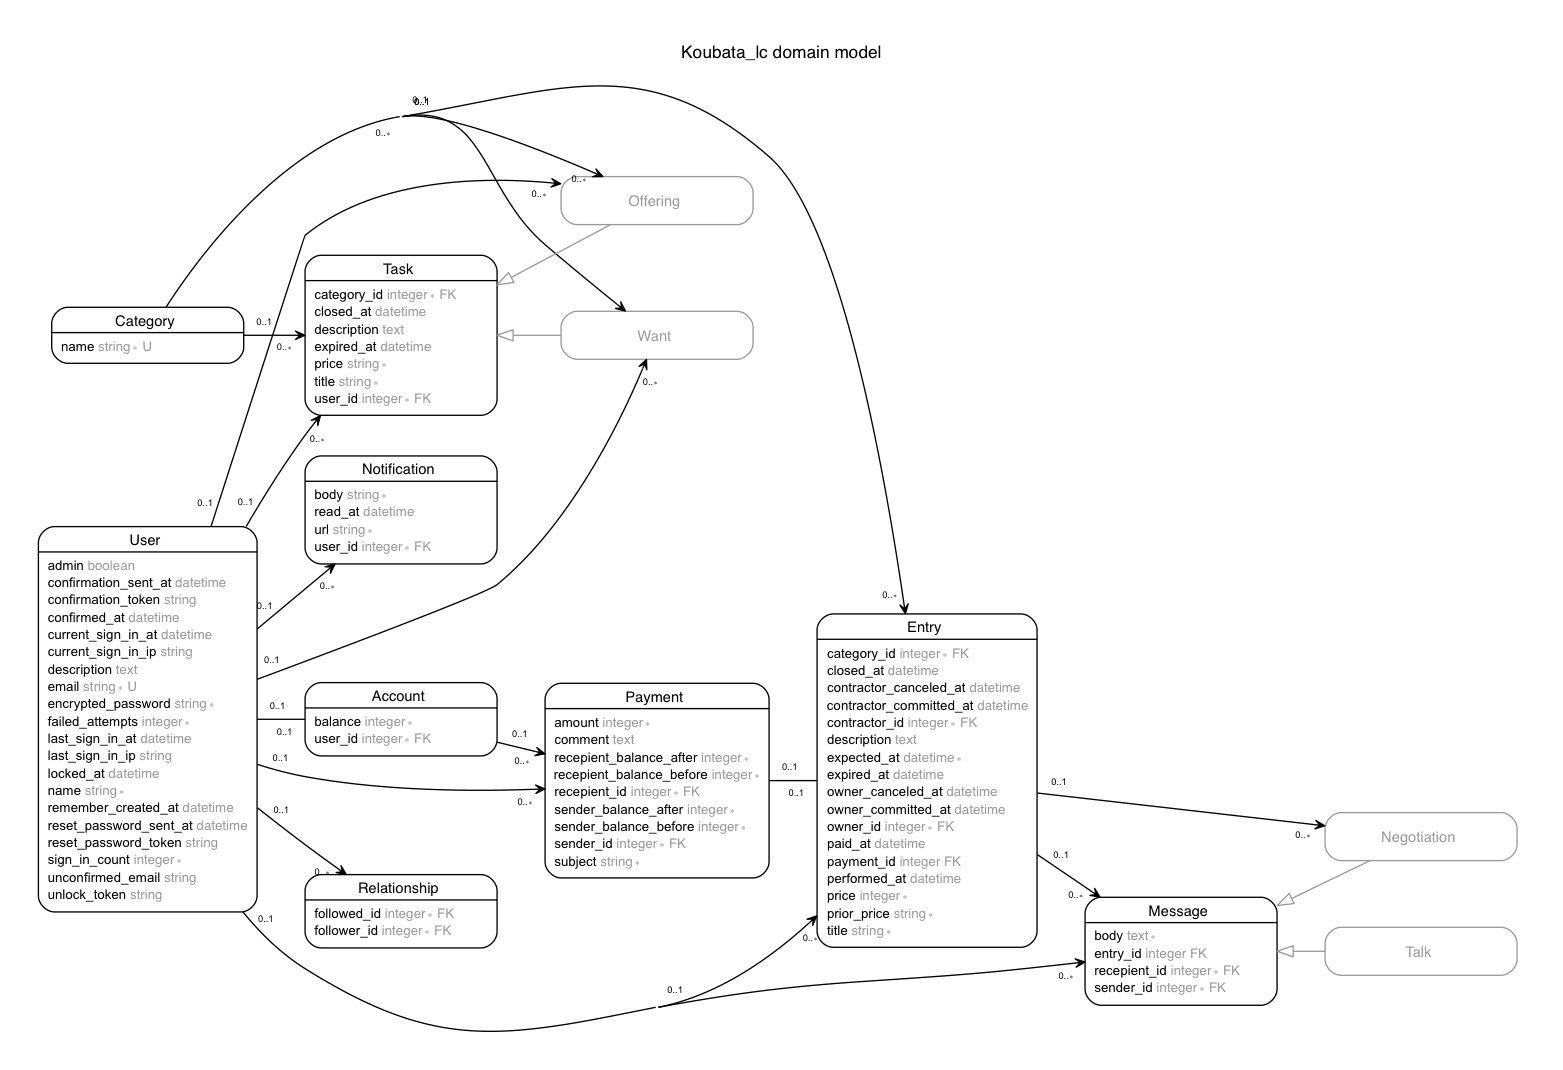 Koubata_lc domain model
0..1
0..1
0..*
Offering
0..*
0..*
Task
category_id integer * FK
closed_at datetime
description text
expired_at datetime
price string *
title string *
user_id integer * FK
Category
name string * U
0..1
0..*
Want
0..*
0..*
0..1
0..1
Notification
body string *
read_at datetime
url string *
user_id integer * FK
0..*
0..1
User
admin boolean
confirmation_sent_at datetime
confirmation_token string
confirmed_at datetime
current_sign_in_at datetime
current_sign_in_ip string
description text
email string * U
encrypted_password string *
failed_attempts integer *
last_sign_in_at datetime
last_sign_in_ip string
locked_at datetime
name string *
remember_created_at datetime
reset_password_sent_at datetime
reset_password_token string
sign_in_count integer *
unconfirmed_email string
unlock_token string
0..1
0..1
0..1
0..1
0..1
0..1
Account
balance integer *
user_id integer * FK
0..1
0..*
0..*
Relationship
followed_id integer * FK
follower_id integer * FK
0..*
Payment
amount integer *
comment text
recepient_balance_after integer *
recepient_balance_before integer *
recepient_id integer * FK
sender_balance_after integer *
sender_balance_before integer *
sender_id integer * FK
subject string *
0..1
0..1
0..*
Entry
category_id integer * FK
closed_at datetime
contractor_canceled_at datetime
contractor_committed_at datetime
contractor_id integer * FK
description text
expected_at datetime *
expired_at datetime
owner_canceled_at datetime
owner_committed_at datetime
owner_id integer * FK
paid_at datetime
payment_id integer FK
performed_at datetime
price integer *
prior_price string *
title string *
0..*
0..1
0..1
0..*
0..1
0..*
Negotiation
Message
body text *
entry_id integer FK
recepient_id integer * FK
sender_id integer * FK
0..*
Talk